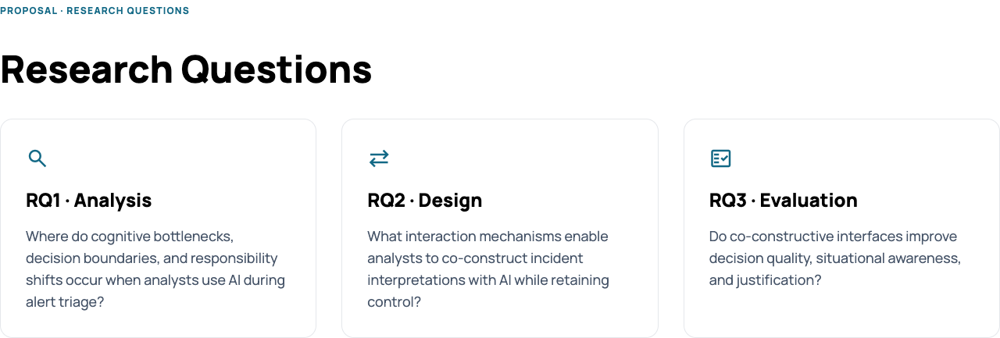 PROPOSAL · RESEARCH QUESTIONS
Research Questions
RQ1 · Analysis
Where do cognitive bottlenecks,
decision boundaries, and responsibility
shifts occur when analysts use AI during
alert triage?
RQ2 · Design
What interaction mechanisms enable
analysts to co-construct incident
interpretations with AI while retaining
control?
RQ3 · Evaluation
Do co-constructive interfaces improve
decision quality, situational awareness,
and justification?